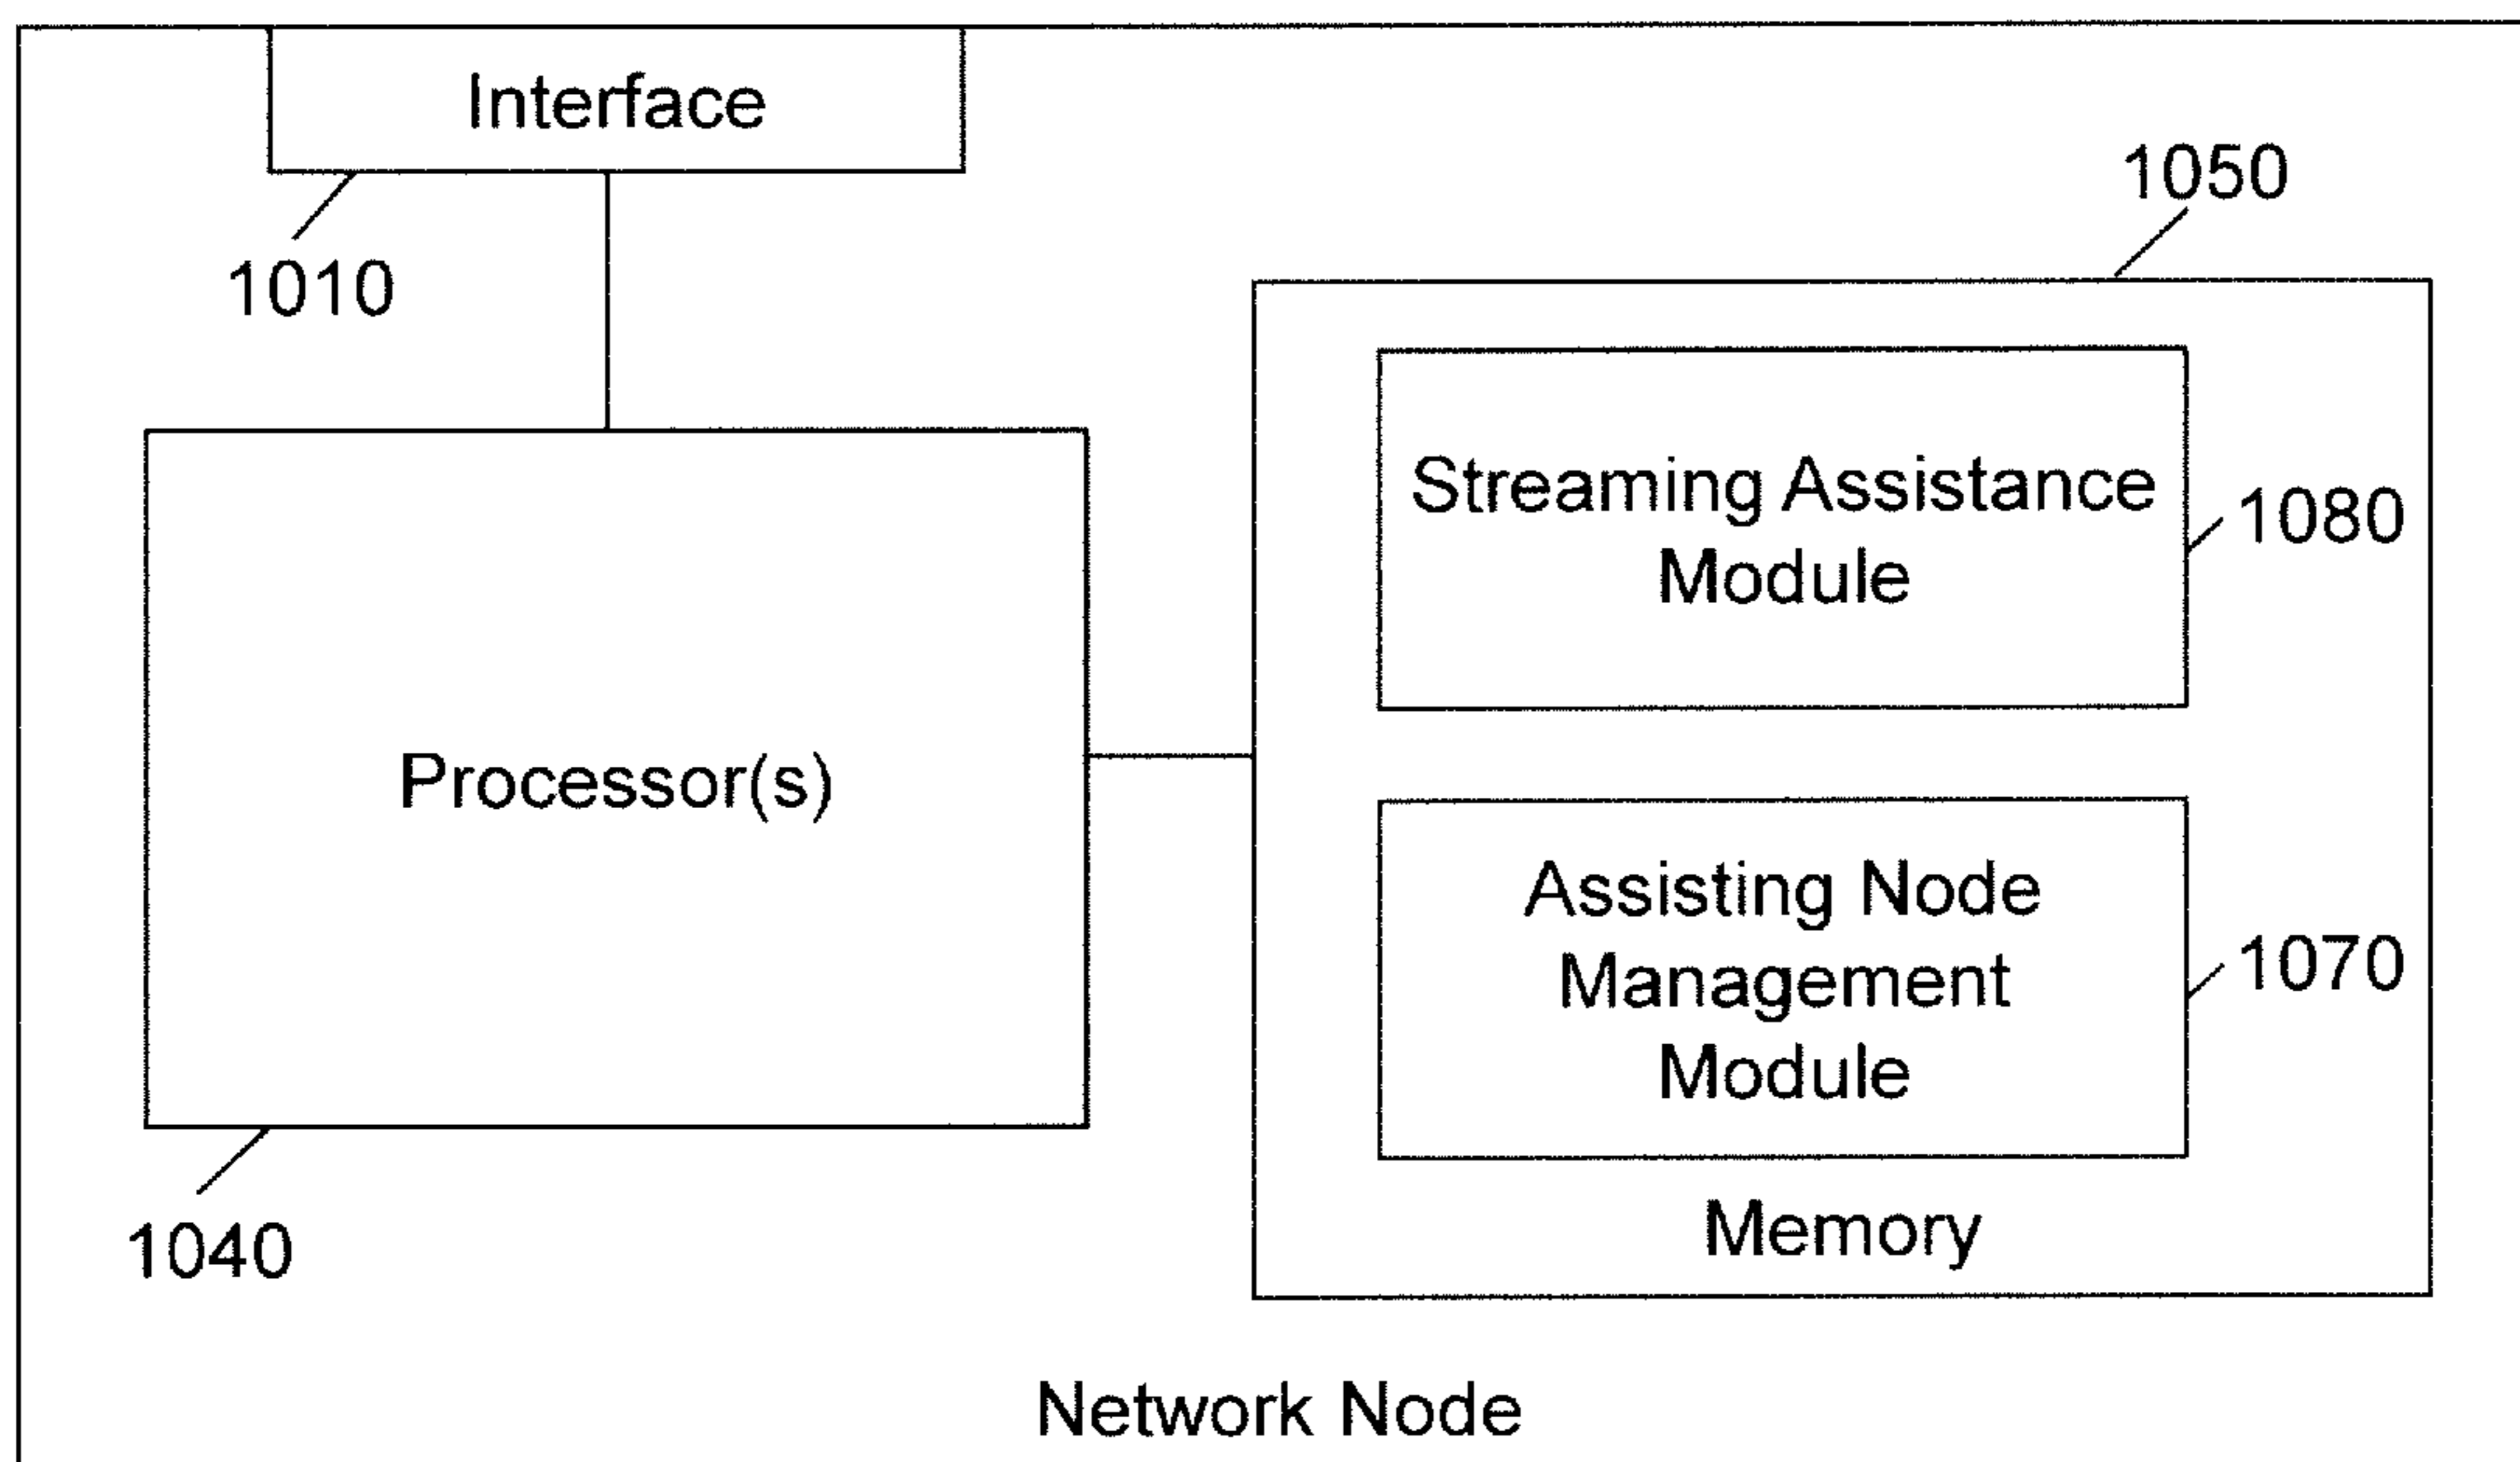 Interface
1010
1050
Streaming Assistance
Module
1080
Processor(s)
Assisting Node
Management
Module
1070
Memory
1040
Network Node